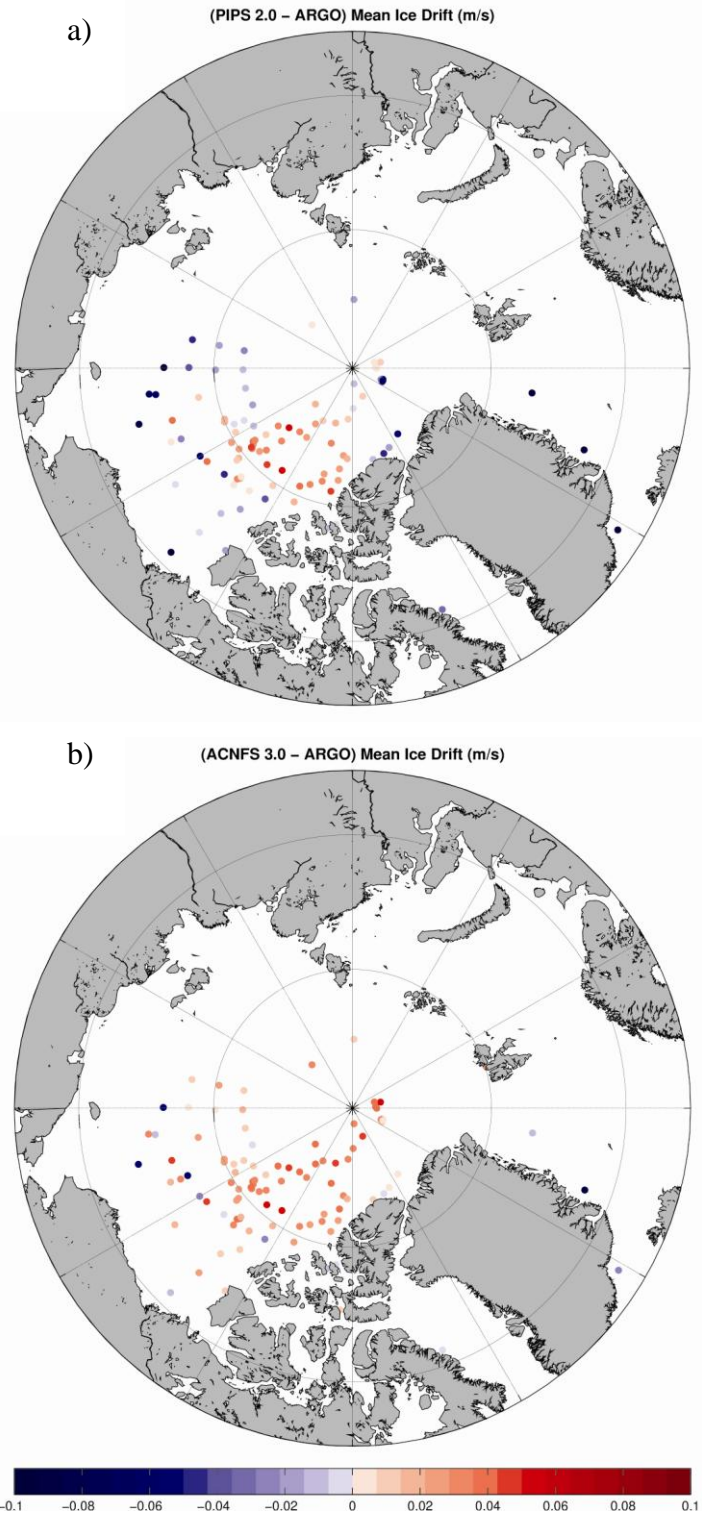 a)
(PIPS 2.0 – ARGO) Mean Ice Drift (m/s)
b)
(ACNFS 3.0 – ARGO) Mean Ice Drift (m/s)
−0.1 −0.08 −0.06 −0.04 −0.02 0 0.02 0.04 0.06 0.08 0.1